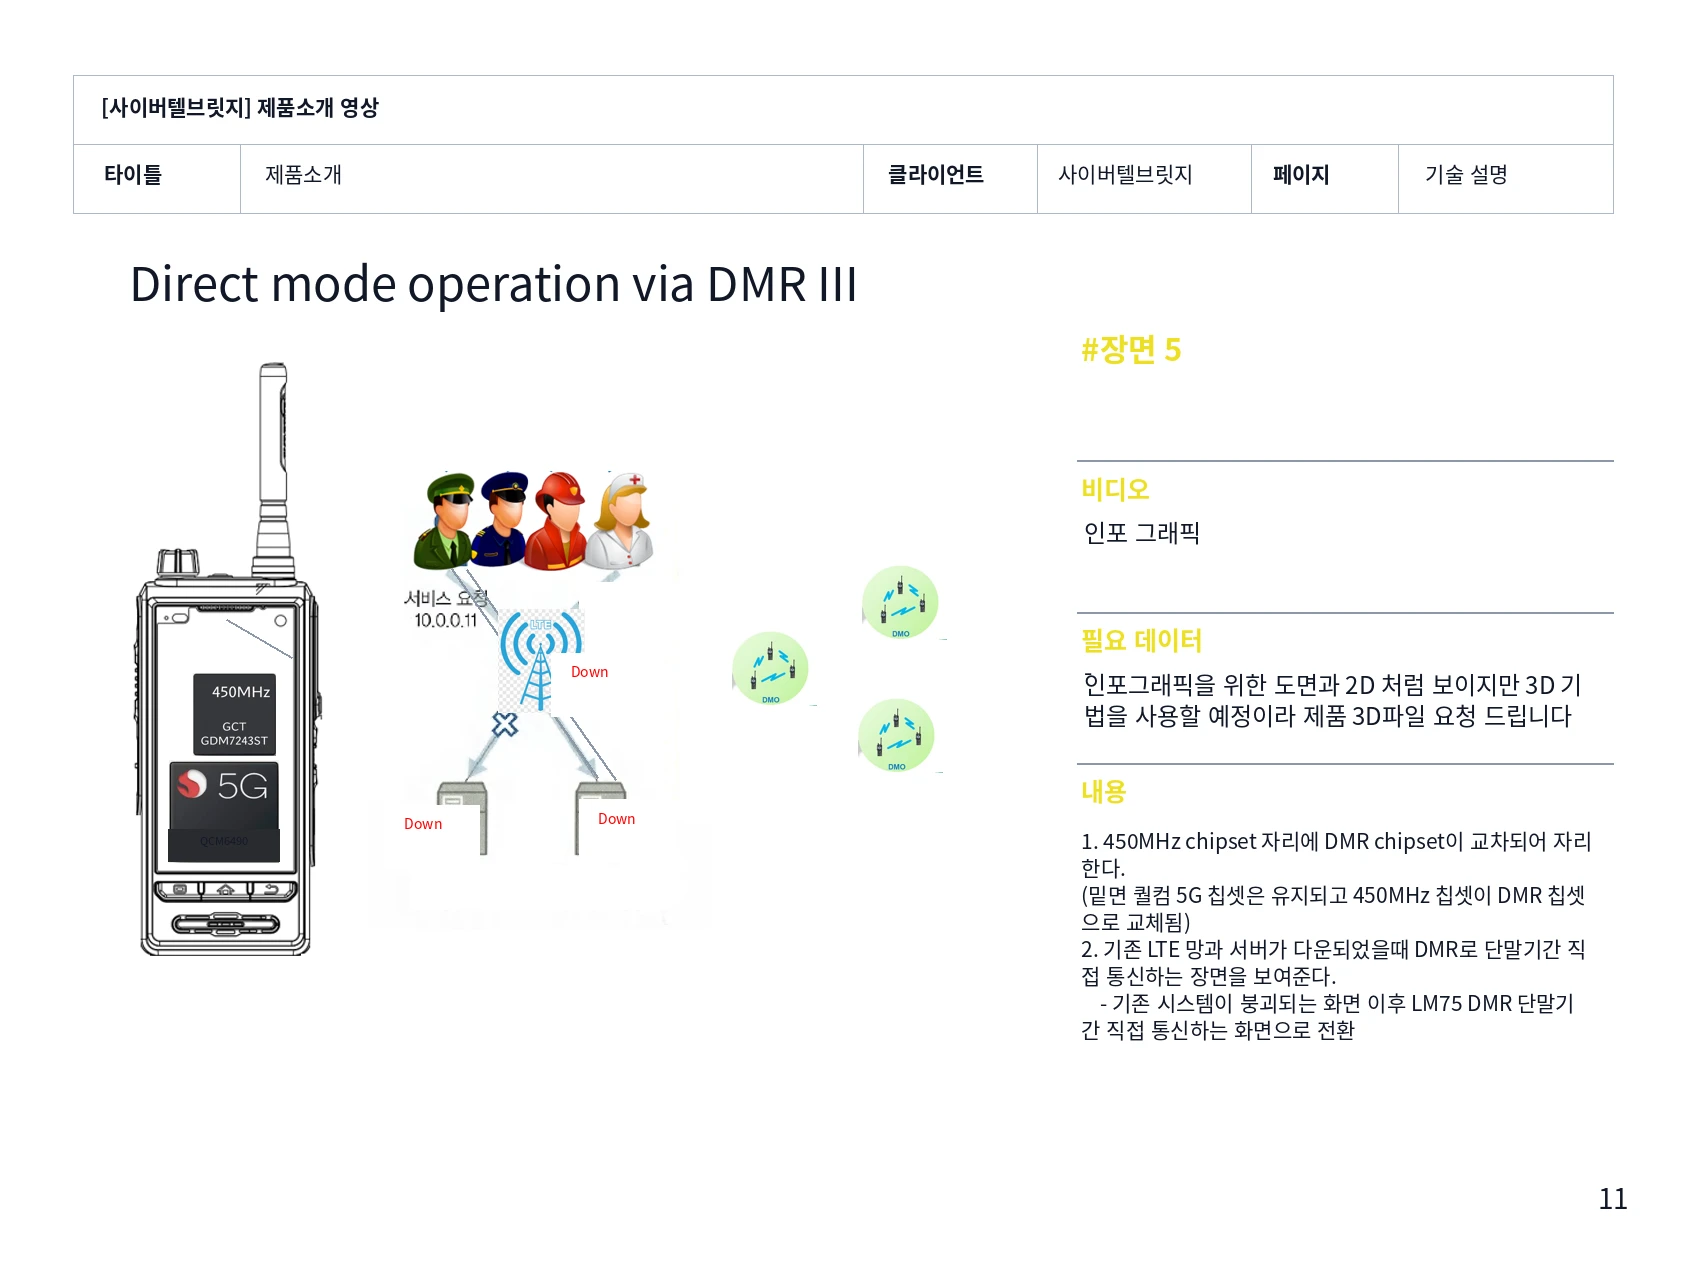 [사이버텔브릿지] 제품소개 영상
타이틀 제품소개 클라이언트 사이버텔브릿지 페이지 기술 설명
Direct mode operation via DMR III
#장면 5
비디오
인포 그래픽
필요 데이터
인포그래픽을 위한 도면과 2D 처럼 보이지만 3D 기
법을 사용할 예정이라 제품 3D파일 요청 드립니다
내용
1. 450MHz chipset 자리에 DMR chipset이 교차되어 자리
한다.
(밑면 퀄컴 5G 칩셋은 유지되고 450MHz 칩셋이 DMR 칩셋
으로 교체됨)
2. 기존 LTE 망과 서버가 다운되었을때 DMR로 단말기간 직
접 통신하는 장면을 보여준다.
- 기존 시스템이 붕괴되는 화면 이후 LM75 DMR 단말기
간 직접 통신하는 화면으로 전환
450MHz
GCT
GDM7243ST
5G
QCM6490
서비스 요청
10.0.0.11
LTE
Down
Down
Down
DMO
DMO
DMO
11